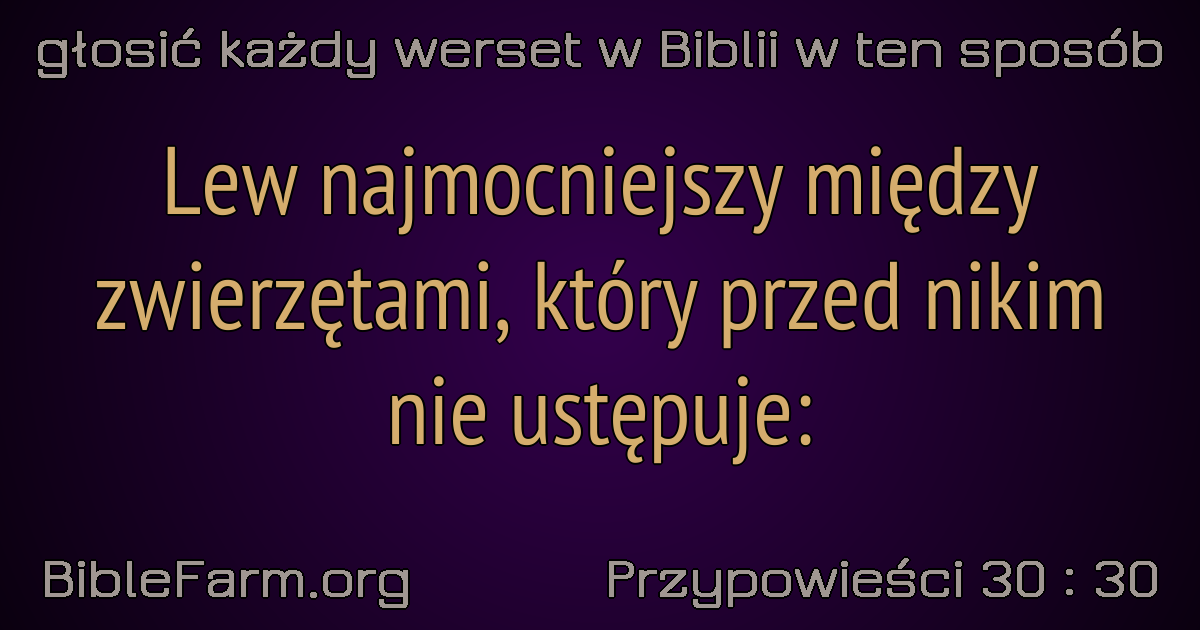 głosić każdy werset w Biblii w ten sposób
Lew najmocniejszy między
zwierzętami, który przed nikim
nie ustępuje:
BibleFarm.org
Przypowieści 30 : 30